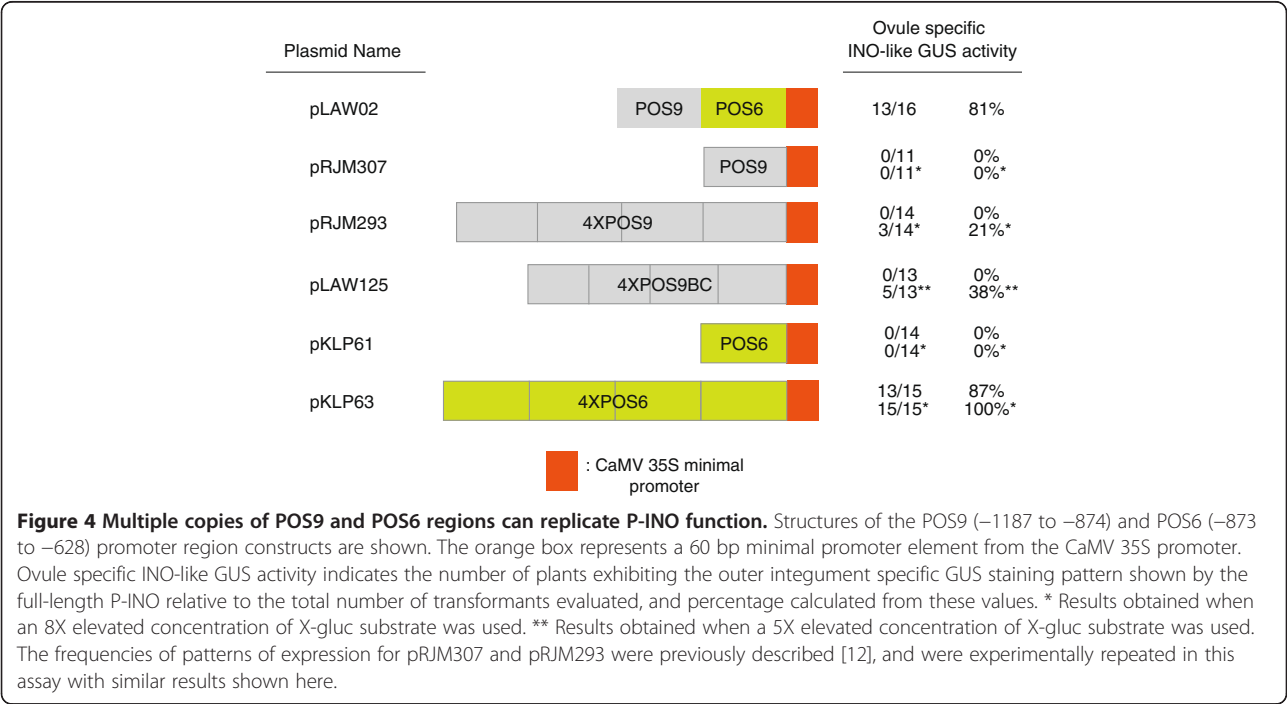 Plasmid Name
Ovule specific
INO-like GUS activity
pLAW02
POS9
POS6
13/16
81%
pRJM307
POS9
0/11
0%
0/11*
0%*
pRJM293
4XPOS9
0/14
0%
3/14*
21%*
pLAW125
4XPOS9BC
0/13
0%
5/13**
38%**
pKLP61
POS6
0/14
0%
0/14*
0%*
pKLP63
4XPOS6
13/15
87%
15/15*
100%*
: CaMV 35S minimal
promoter
Figure 4 Multiple copies of POS9 and POS6 regions can replicate P-INO function. Structures of the POS9 (−1187 to −874) and POS6 (−873
to −628) promoter region constructs are shown. The orange box represents a 60 bp minimal promoter element from the CaMV 35S promoter.
Ovule specific INO-like GUS activity indicates the number of plants exhibiting the outer integument specific GUS staining pattern shown by the
full-length P-INO relative to the total number of transformants evaluated, and percentage calculated from these values. * Results obtained when
an 8X elevated concentration of X-gluc substrate was used. ** Results obtained when a 5X elevated concentration of X-gluc substrate was used.
The frequencies of patterns of expression for pRJM307 and pRJM293 were previously described [12], and were experimentally repeated in this
assay with similar results shown here.